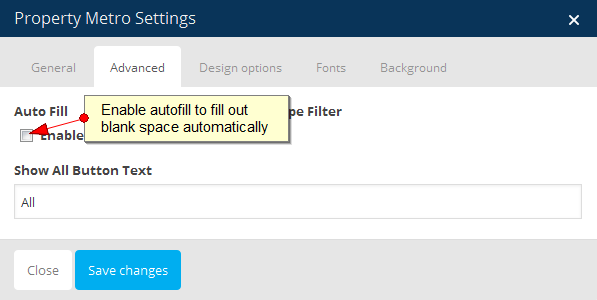 Property Metro Settings
General Advanced Design options Fonts Background
Auto Fill Filter
Enable autofill to fill out
blank space automatically
Enable
Show All Button Text
All
Close Save changes